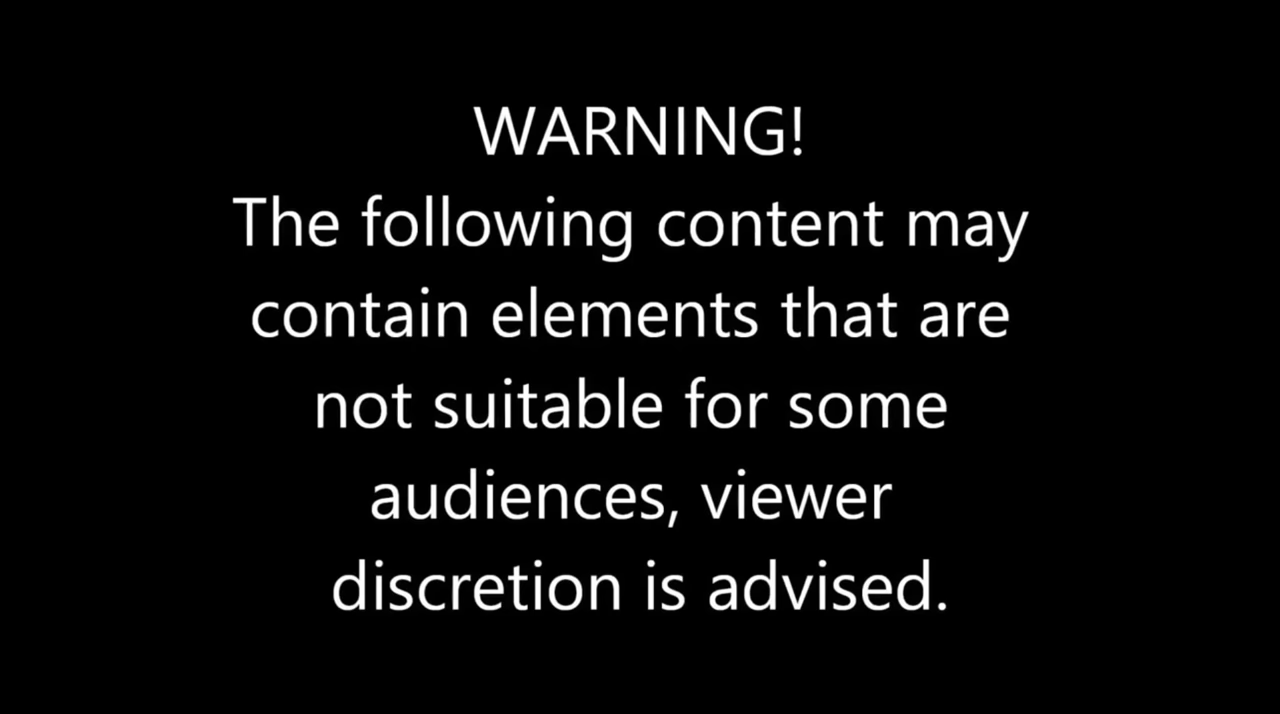 WARNING!
The following content may
contain elements that are
not suitable for some
audiences, viewer
discretion is advised.